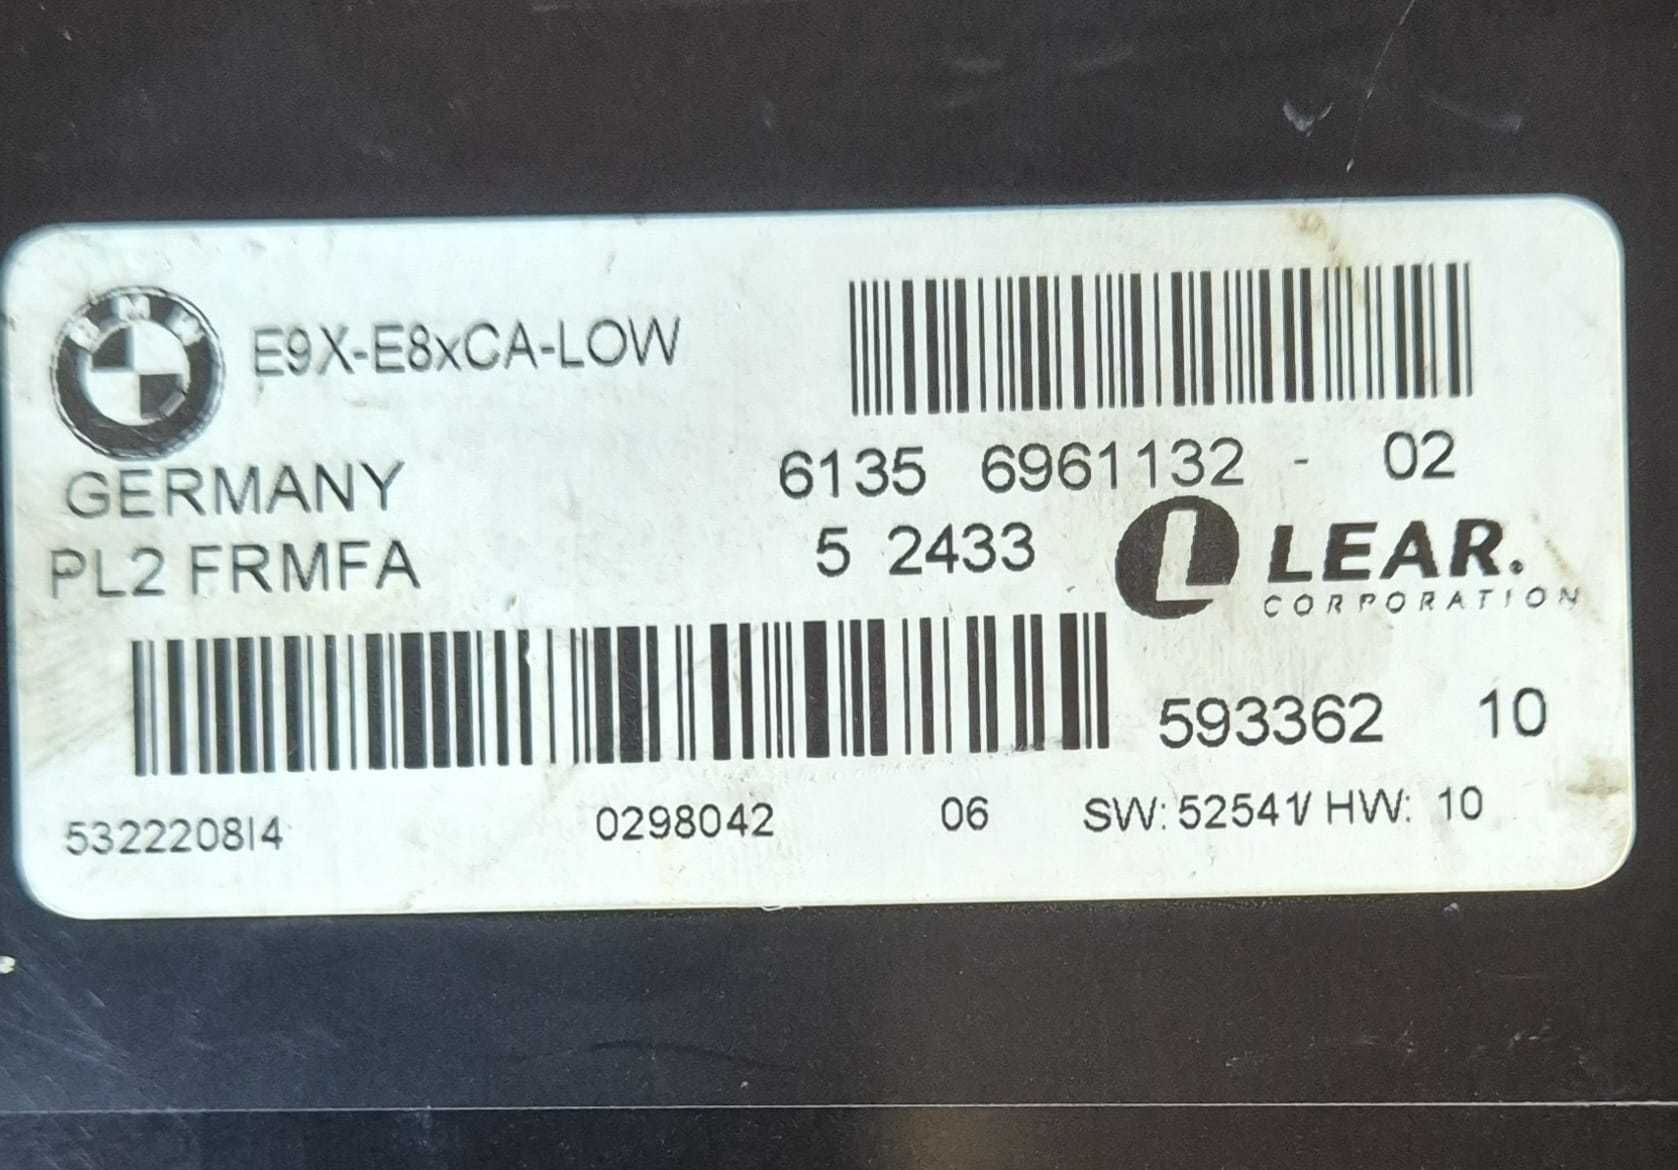 BMW
E9X-E8xCA-LOW
6135 6961132 - 02
GERMANY
5 2433
LEAR.
CORPORATION
PL2 FRMFA
593362 10
532220814
0298042 06 SW: 52541/ HW: 10